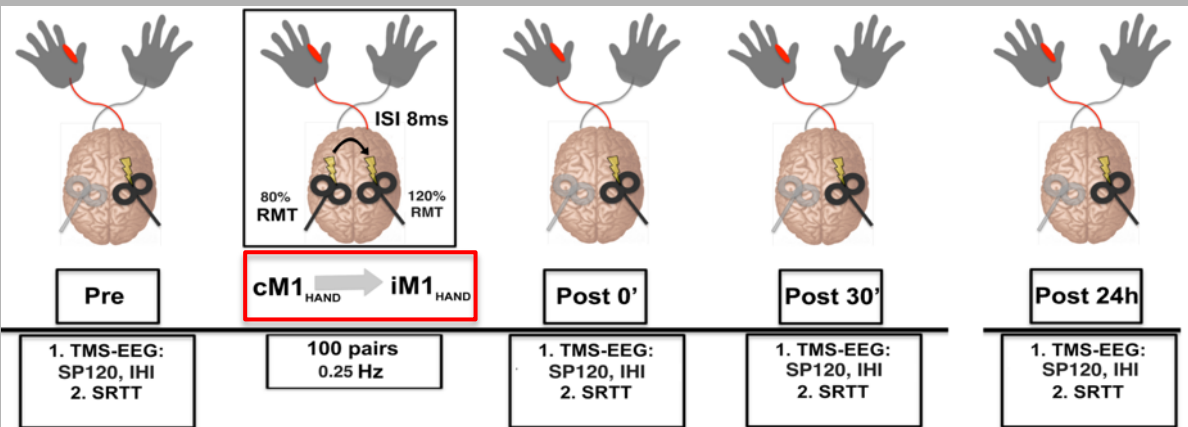 ISI 8ms
80%
RMT
120%
RMT
Pre
cM1HAND iM1HAND
Post 0'
Post 30'
Post 24h
1. TMS-EEG:
SP120, IHI
2. SRTT
100 pairs
0.25 Hz
1. TMS-EEG:
SP120, IHI
2. SRTT
1. TMS-EEG:
SP120, IHI
2. SRTT
1. TMS-EEG:
SP120, IHI
2. SRTT